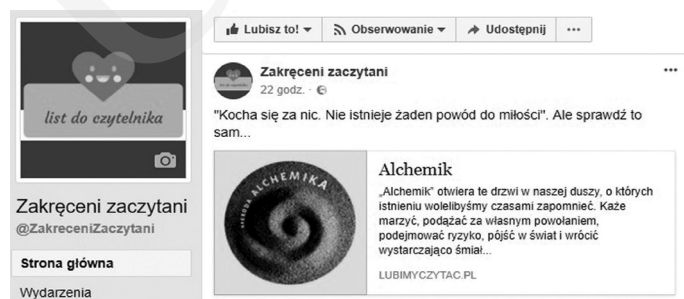 Lubisz to! Obserwowanie Udostępnij ...
list do czytelnika
Zakręceni zaczytani
@ZakreceniZaczytani
Strona główna
Wydarzenia
Zakręceni zaczytani ...
22 godz.
"Kocha się za nic. Nie istnieje żaden powód do miłości". Ale sprawdź to
sam...
ALCHEMIKA
Alchemik
„Alchemik” otwiera te drzwi w naszej duszy, o których
istnieniu wolelibyśmy czasami zapomnieć. Każe
marzyć, podążać za własnym powołaniem,
podejmować ryzyko, pójść w świat i wrócić
wystarczająco śmiał...
LUBIMYCZYTAC.PL